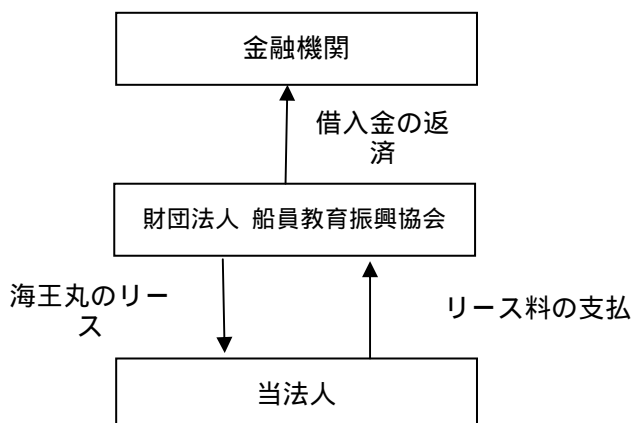 金融機関
借入金の返
済
財団法人 船員教育振興協会
海王丸のリー
ス
リース料の支払
当法人